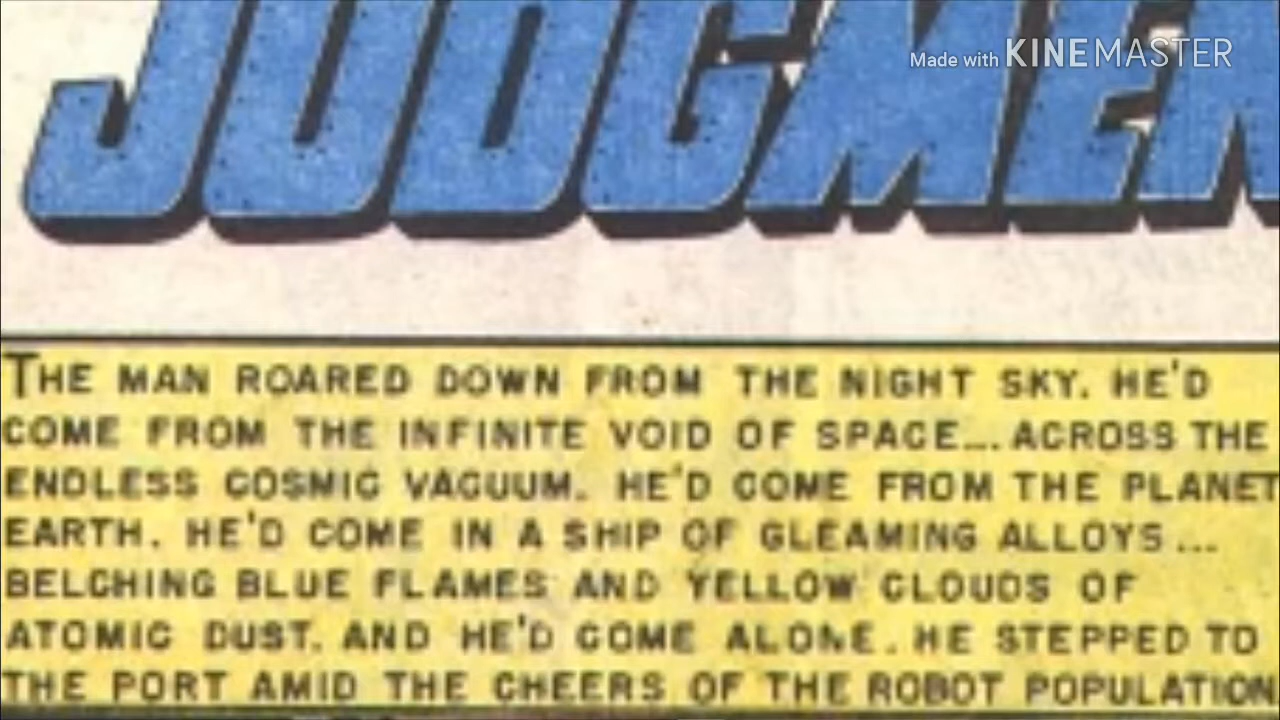 JUDGMEN
Made with KINEMASTER
THE MAN ROARED DOWN FROM THE NIGHT SKY. HE'D
COME FROM THE INFINITE VOID OF SPACE... ACROSS THE
ENDLESS COSMIC VACUUM. HE'D COME FROM THE PLANET
EARTH. HE'D COME IN A SHIP OF GLEAMING ALLOYS...
BELCHING BLUE FLAMES AND YELLOW CLOUDS OF
ATOMIC DUST. AND HE'D COME ALONE. HE STEPPED TO
THE PORT AMID THE CHEERS OF THE ROBOT POPULATION